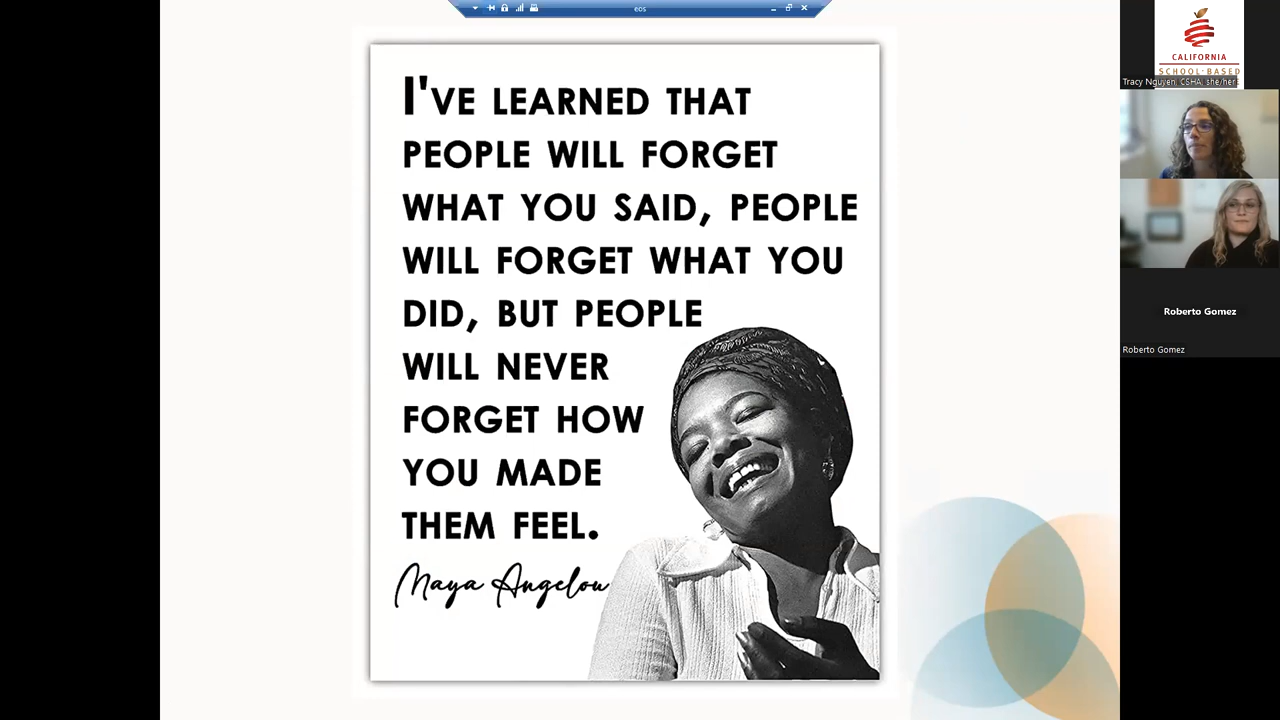 eos
I'VE LEARNED THAT
PEOPLE WILL FORGET
WHAT YOU SAID, PEOPLE
WILL FORGET WHAT YOU
DID, BUT PEOPLE
WILL NEVER
FORGET HOW
YOU MADE
THEM FEEL.
Maya Angelou
CALIFORNIA
SCHOOL-BASED
Tracy Nguyen, CSHA, she/her
Roberto Gomez
Roberto Gomez